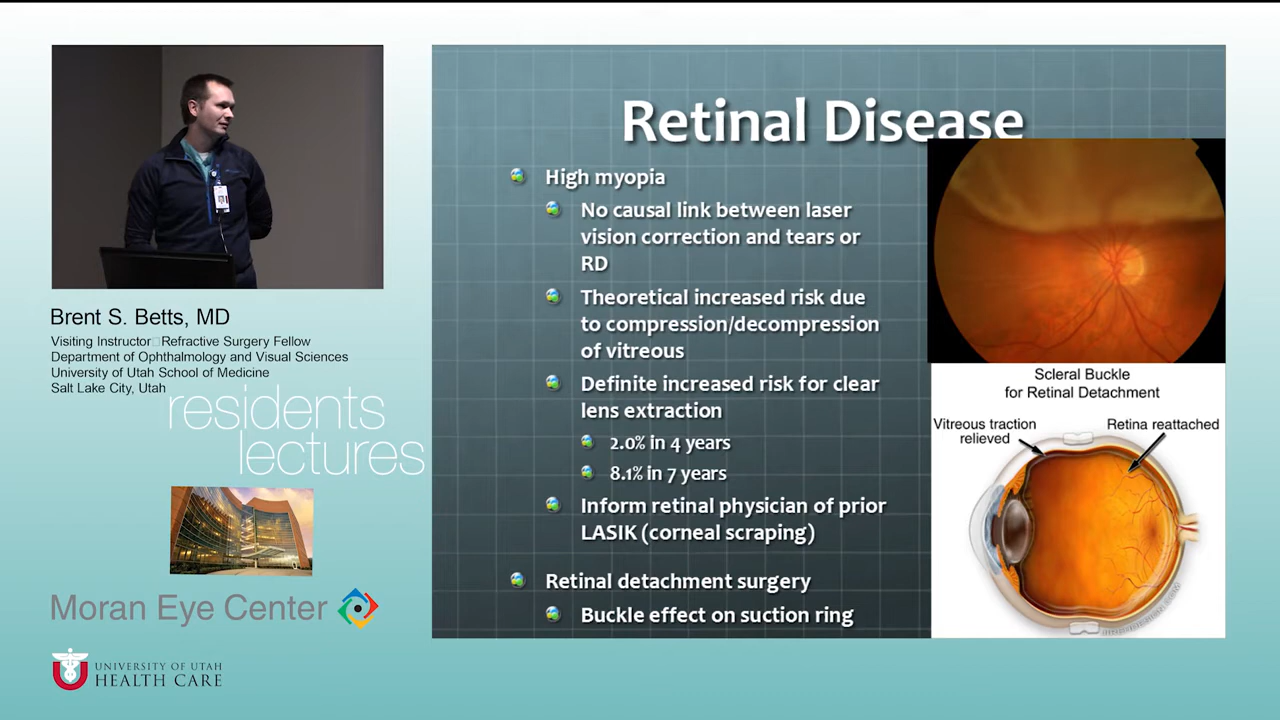 Brent S. Betts, MD
Visiting Instructor Refractive Surgery Fellow
Department of Ophthalmology and Visual Sciences
University of Utah School of Medicine
Salt Lake City, Utah
residents
lectures
Moran Eye Center
UNIVERSITY OF UTAH
HEALTH CARE
Retinal Disease
High myopia
No causal link between laser
vision correction and tears or
RD
Theoretical increased risk due
to compression/decompression
of vitreous
Definite increased risk for clear
lens extraction
2.0% in 4 years
8.1% in 7 years
Inform retinal physician of prior
LASIK (corneal scraping)
Retinal detachment surgery
Buckle effect on suction ring
Scleral Buckle
for Retinal Detachment
Vitreous traction
relieved
Retina reattached